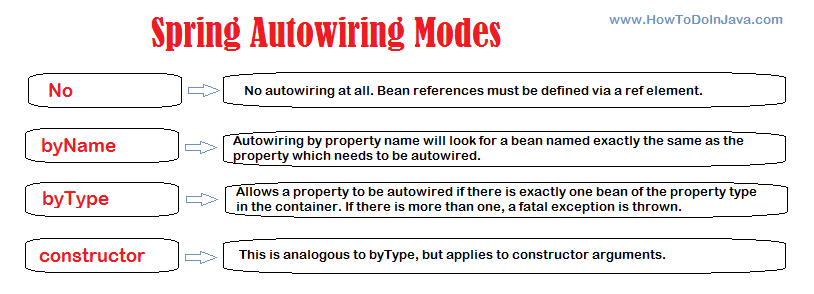 Spring Autowiring Modes
www.HowToDoInJava.com
No
No autowiring at all. Bean references must be defined via a ref element.
byName
Autowiring by property name will look for a bean named exactly the same as the
property which needs to be autowired.
byType
Allows a property to be autowired if there is exactly one bean of the property type
in the container. If there is more than one, a fatal exception is thrown.
constructor
This is analogous to byType, but applies to constructor arguments.